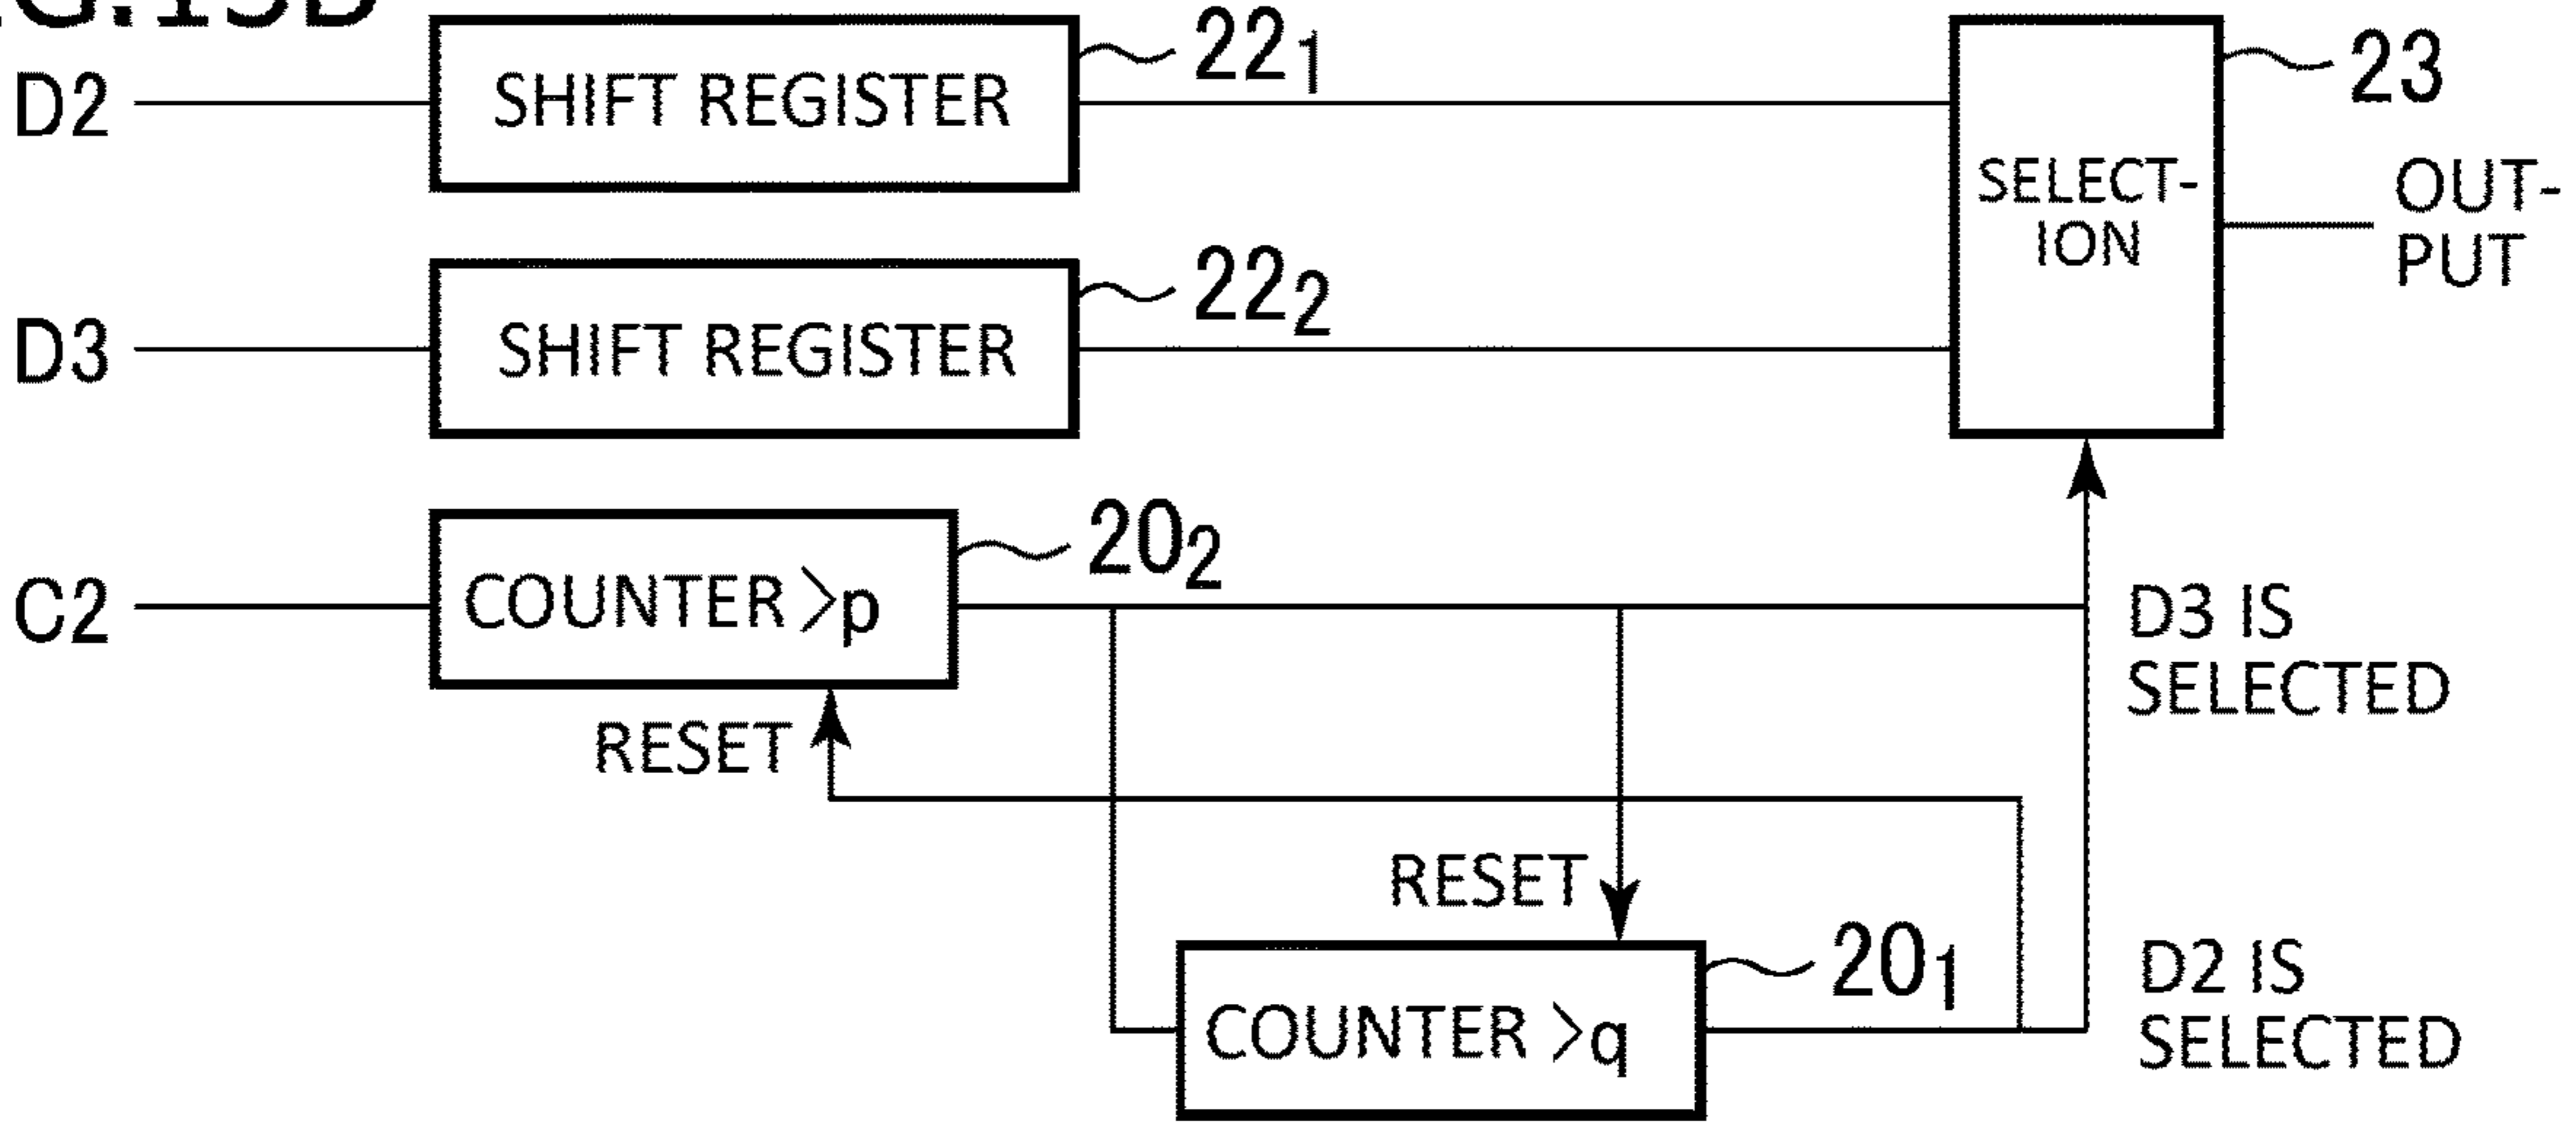 D2
SHIFT REGISTER
22₁
23
SELECT-
ION
OUT-
PUT
D3
SHIFT REGISTER
22₂
C2
COUNTER >p
20₂
D3 IS
SELECTED
RESET
RESET
COUNTER >q
20₁
D2 IS
SELECTED